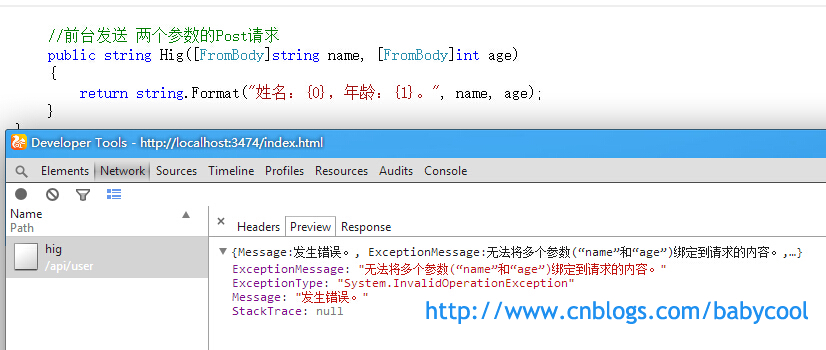 //前台发送 两个参数的Post请求
public string Hig([FromBody]string name, [FromBody]int age)
{
return string.Format("姓名：{0}，年龄：{1}。", name, age);
}
}
Developer Tools - http://localhost:3474/index.html
Elements Network Sources Timeline Profiles Resources Audits Console
Name
Path
× Headers Preview Response
hig
/api/user
{Message:发生错误。, ExceptionMessage:无法将多个参数(“name”和“age”)绑定到请求的内容。,…}
ExceptionMessage: "无法将多个参数(“name”和“age”)绑定到请求的内容。"
ExceptionType: "System.InvalidOperationException"
Message: "发生错误。"
StackTrace: null
http://www.cnblogs.com/babycool